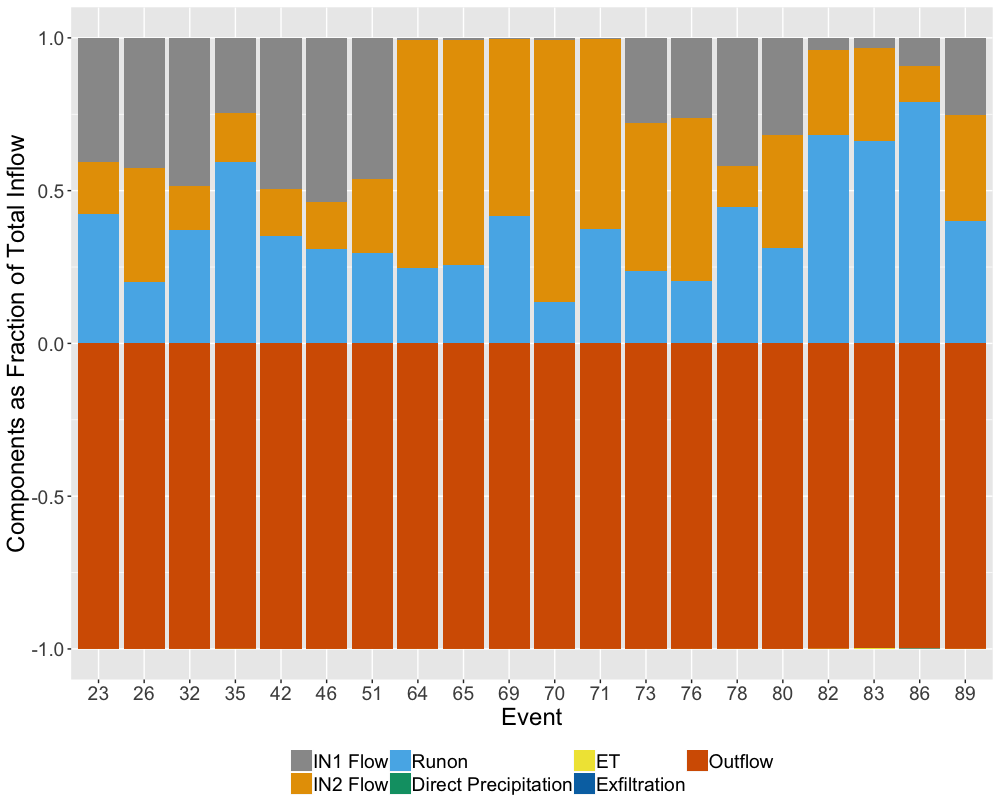 Components as Fraction of Total Inflow
1.0
0.5
0.0
-0.5
-1.0
23 26 32 35 42 46 51 64 65 69 70 71 73 76 78 80 82 83 86 89
Event
IN1 Flow Runon ET Outflow
IN2 Flow Direct Precipitation Exfiltration